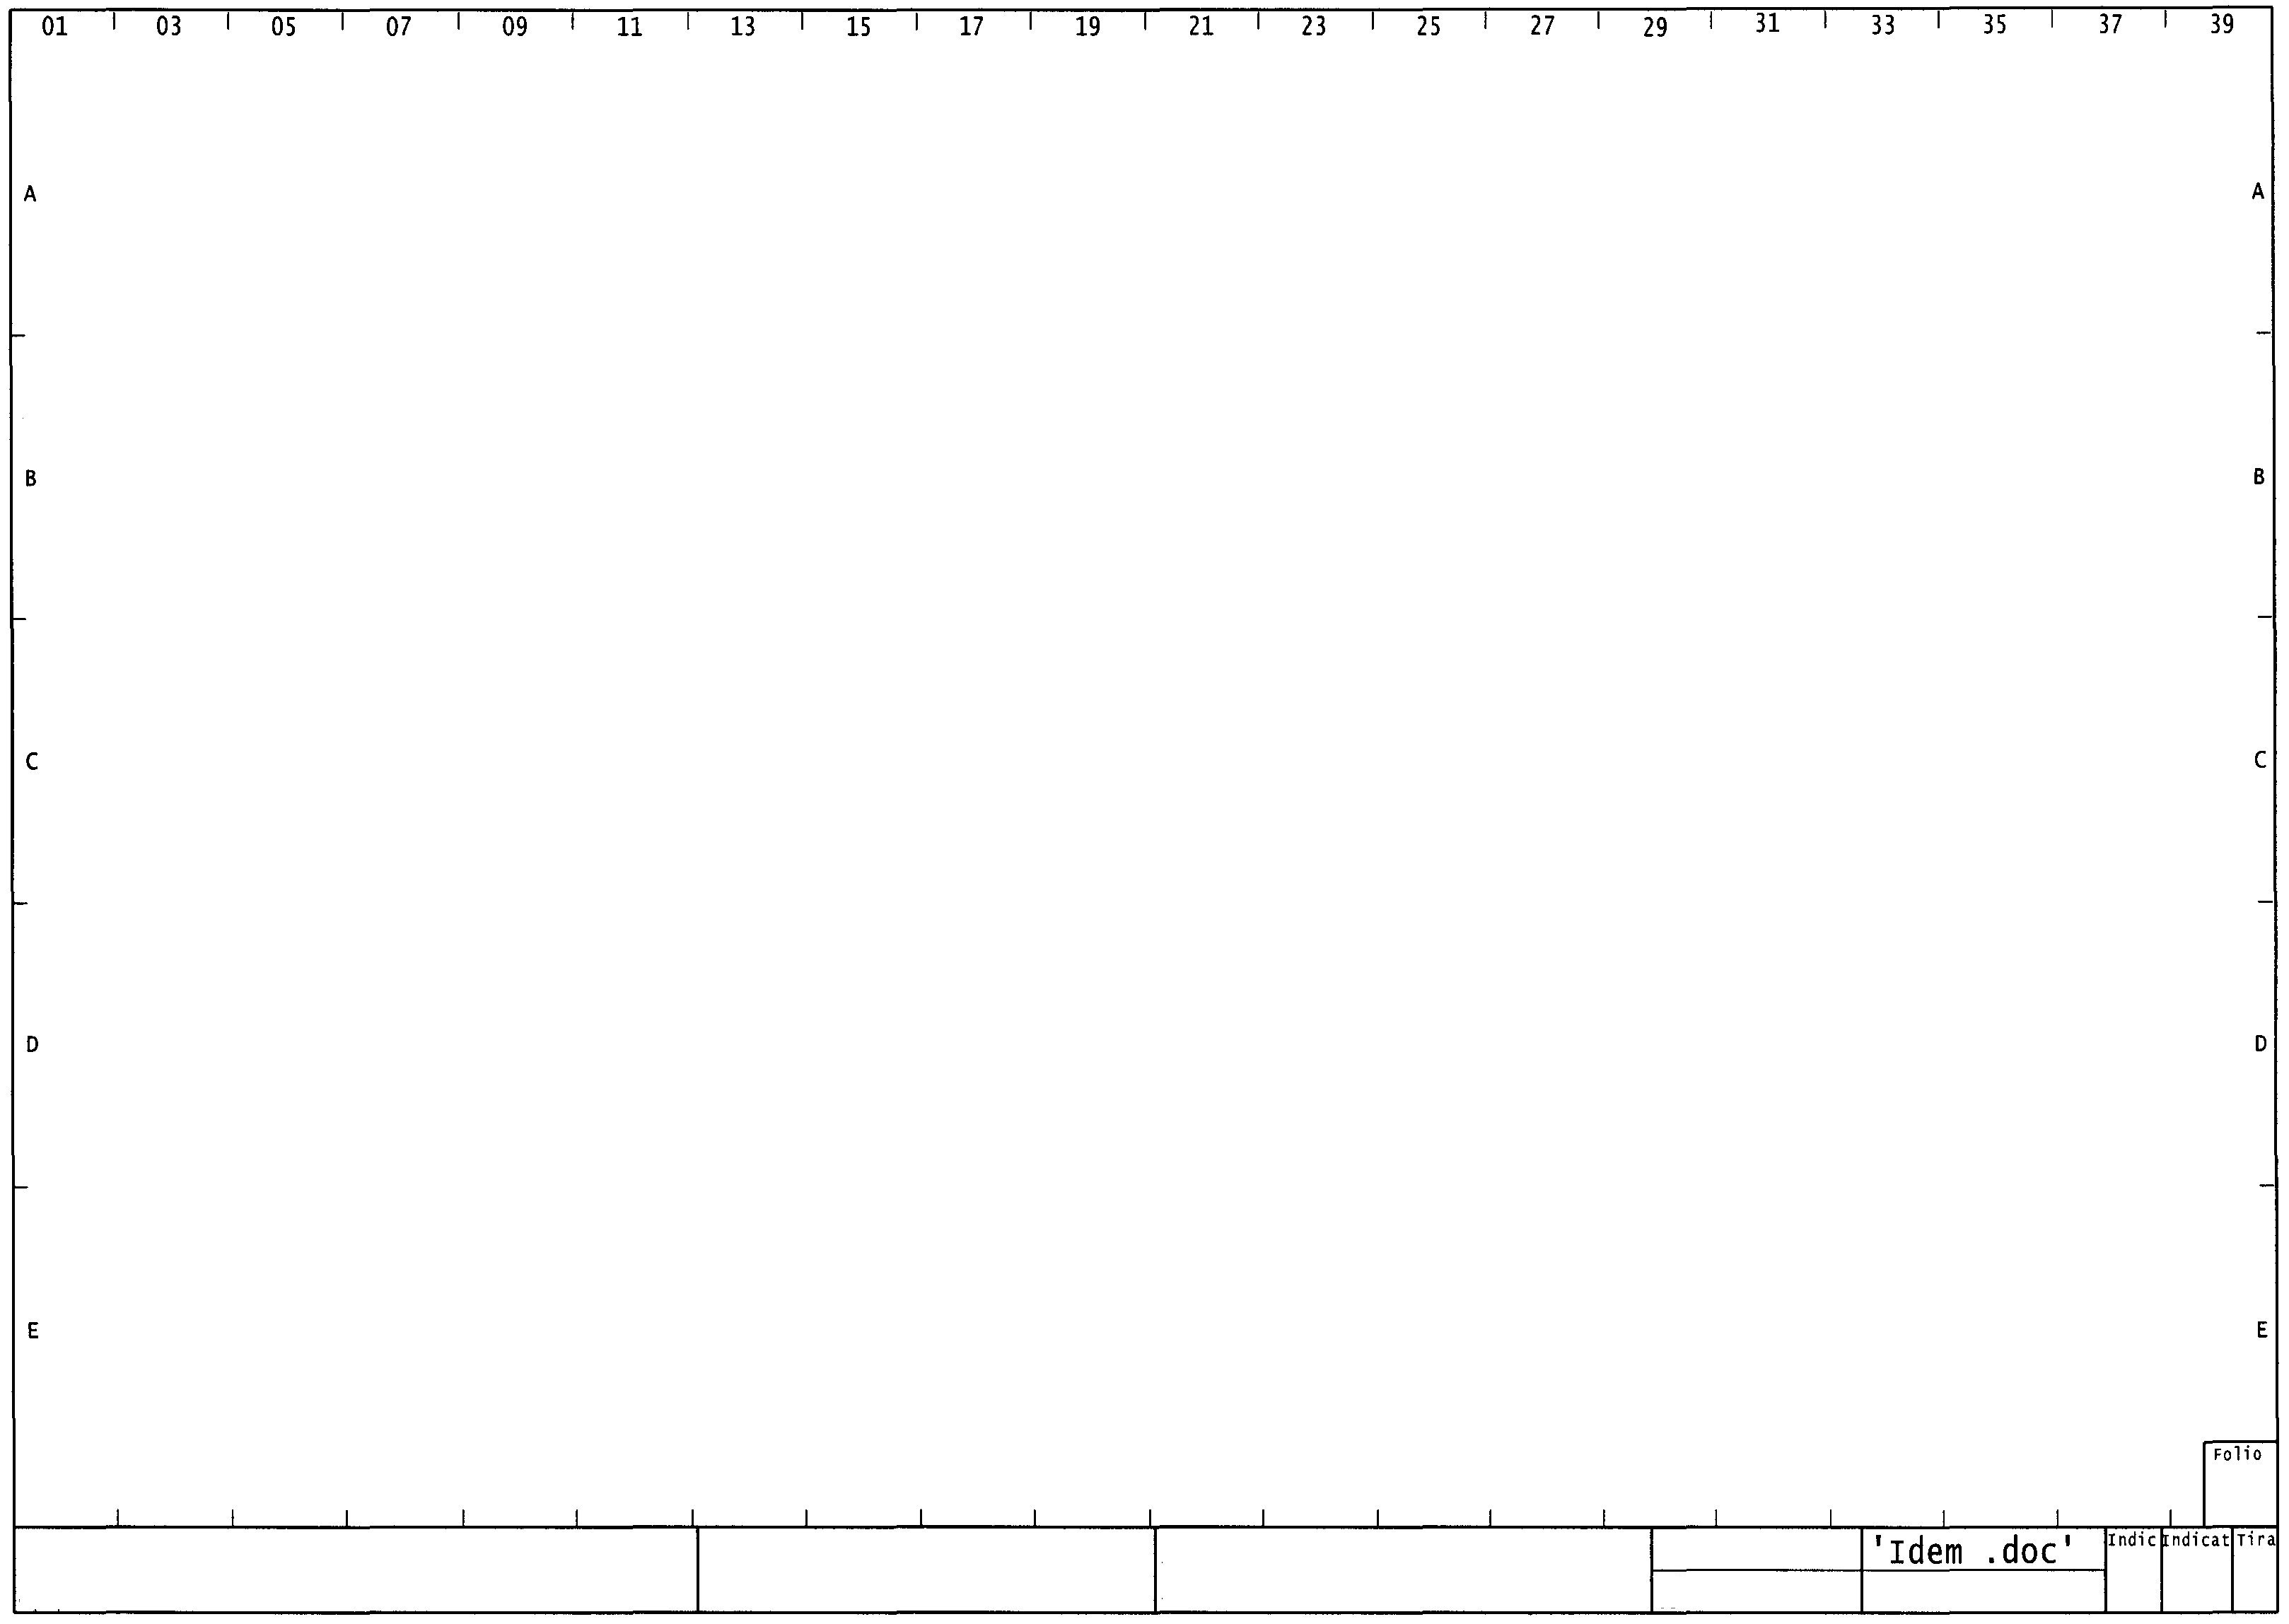 01 03 05 07 09 11 13 15 17 19 21 23 25 27 29 31 33 35 37 39
A A
B B
C C
D D
E E
Folio
'Idem .doc' Indic Indicat Tira